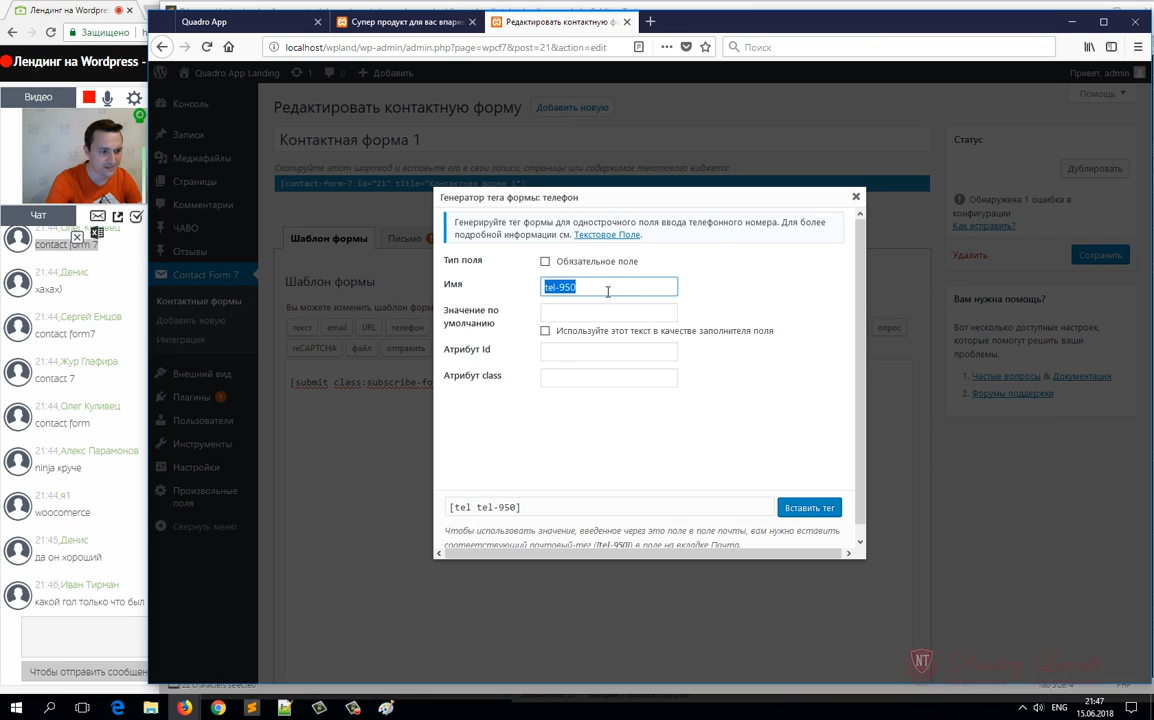 Лендинг на Wordpress
Quadro App
Супер продукт для вас впари
Редактировать контактную ф
Защищено
localhost/wpland/wp-admin/admin.php?page=wpcf7&post=21&action=edit
Поиск
Лендинг на Wordpress -
Quadro App Landing
1
0
Добавить
Привет, admin
Видео
Консоль
Записи
Медиафайлы
Страницы
Комментарии
ЧАВО
Отзывы
Contact Form 7
Контактные формы
Добавить новую
Интеграция
Внешний вид
Плагины
Пользователи
Инструменты
Настройки
Произвольные поля
Свернуть меню
Редактировать контактную форму
Добавить новую
Помощь
Контактная форма 1
Скопируйте этот шорткод и вставьте его в свои записи, страницы или содержимое текстового виджета:
[contact-form-7 id="21" title="Контактная форма 1"]
Шаблон формы
Письмо
Шаблон формы
Вы можете изменить шаблон фор
текст
email
URL
телефон
опрос
reCAPTCHA
файл
отправить
[submit class:subscribe-fo
Генератор тега формы: телефон
Генерируйте тег формы для однострочного поля ввода телефонного номера. Для более
подробной информации см. Текстовое Поле.
Тип поля
Обязательное поле
Имя
tel-950
Значение по
умолчанию
Используйте этот текст в качестве заполнителя поля
Атрибут Id
Атрибут class
[tel tel-950]
Вставить тег
Чтобы использовать значение, введенное через это поле в поле почты, вам нужно вставить
соответствующий почтовый-тег ([tel-950]) в поле на вкладке Почта.
Статус
Дублировать
Обнаружена 1 ошибка в
конфигурации
Как исправить?
Удалить
Сохранить
Вам нужна помощь?
Вот несколько доступных настроек,
которые могут помочь решить ваши
проблемы.
1. Частые вопросы & Документация
2. Форумы поддержки
Чат
contact form 7
21:44,Денис
хахах)
21:44,Сергей Емцов
contact form7
21:44,Жур Глафира
contact 7
21:44,Олег Куливец
contact form
21:44,Алекс Парамонов
ninja круче
21:44,я1
woocomerce
21:45,Денис
да он хороший
21:46,Иван Тирман
какой гол только что был
Чтобы отправить сообщен
22 characters selected
Tab Size: 4
PHP
NT
ENG
21:47
15.06.2018